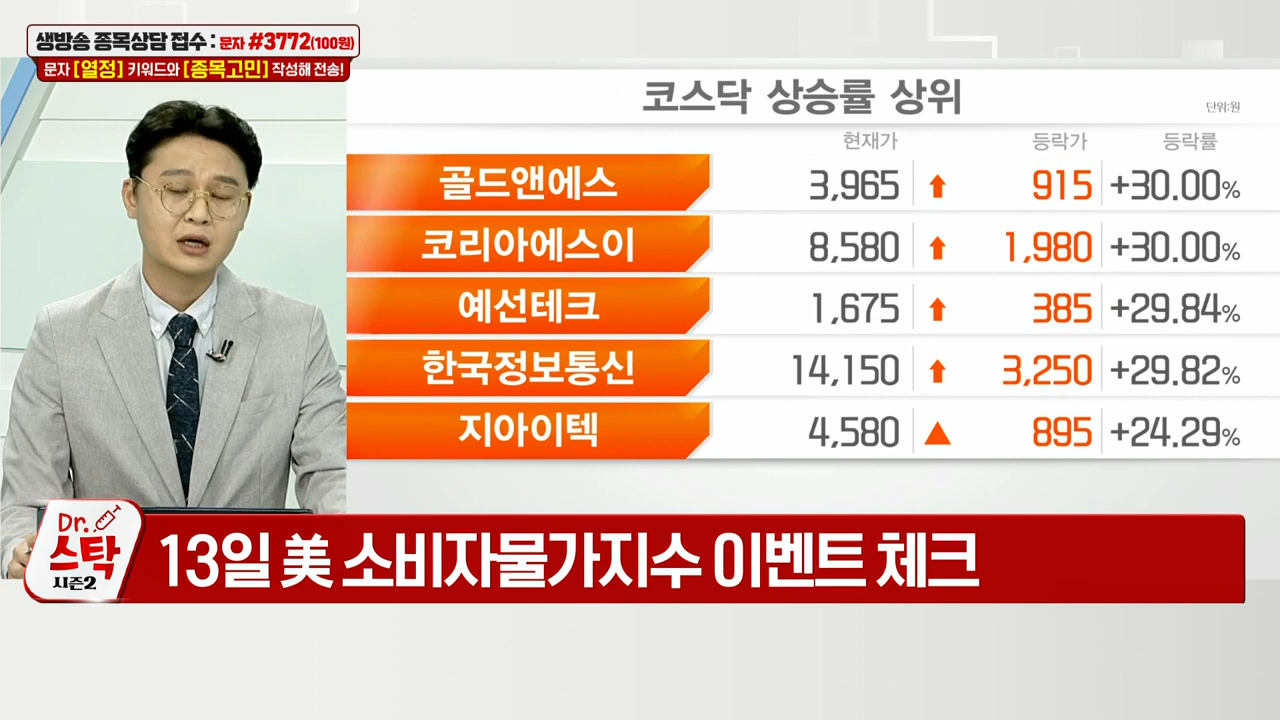 생방송 종목상담 접수 : 문자 #3772(100원)
문자 [열정] 키워드와 [종목고민] 작성해 전송!
코스닥 상승률 상위
단위:원
현재가 등락가 등락률
골드앤에스 3,965 915 +30.00%
코리아에스이 8,580 1,980 +30.00%
예선테크 1,675 385 +29.84%
한국정보통신 14,150 3,250 +29.82%
지아이텍 4,580 895 +24.29%
Dr.
스탁
시즌2
13일 美 소비자물가지수 이벤트 체크